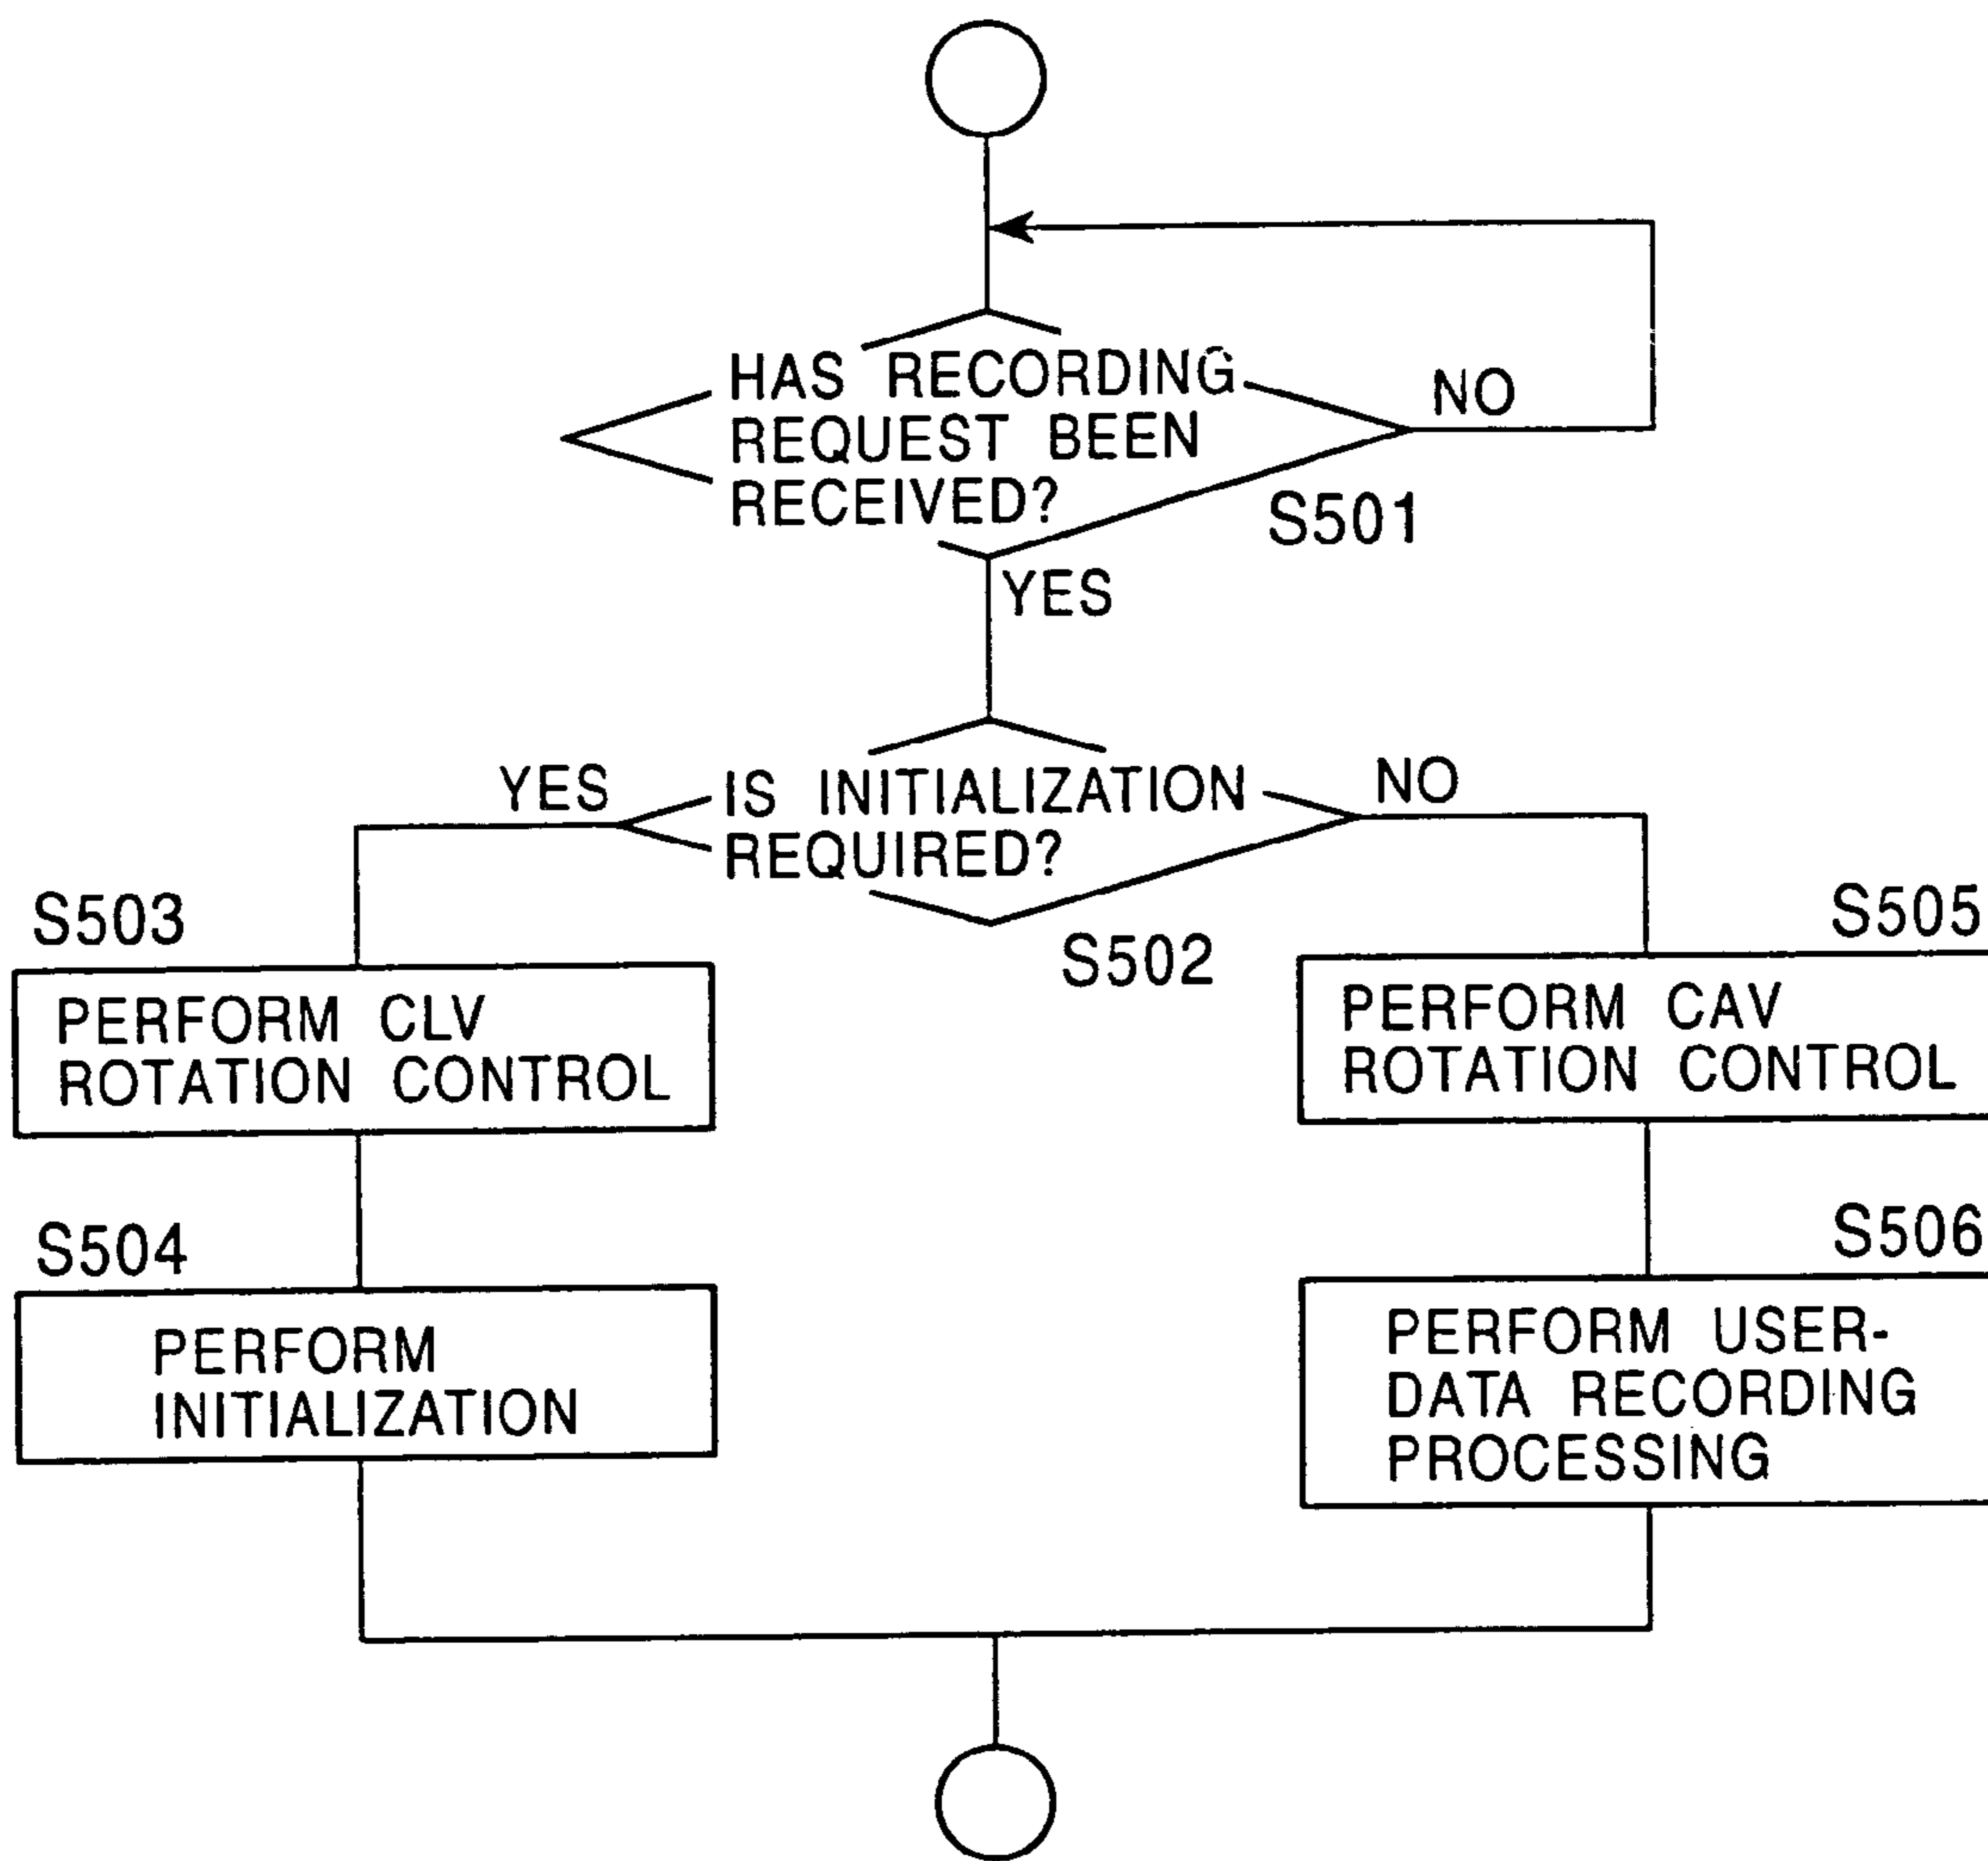 HAS RECORDING
REQUEST BEEN
RECEIVED?
NO
S501
YES
YES
IS INITIALIZATION
REQUIRED?
NO
S502
S503
PERFORM CLV
ROTATION CONTROL
S505
PERFORM CAV
ROTATION CONTROL
S504
PERFORM
INITIALIZATION
S506
PERFORM USER-
DATA RECORDING
PROCESSING